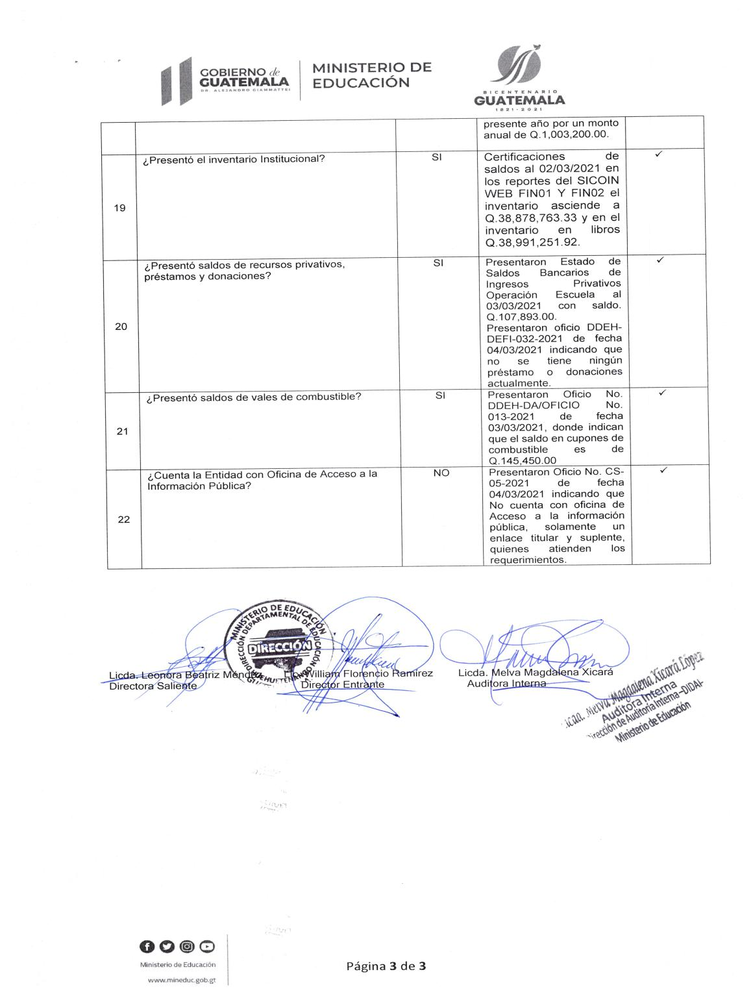 GOBIERNO de
GUATEMALA
DR. ALEJANDRO GIAMMATTEI
MINISTERIO DE
EDUCACIÓN
BICENTENARIO
GUATEMALA
1821-2021
presente año por un monto
anual de Q.1,003,200.00.
19
¿Presentó el inventario Institucional?
SI
Certificaciones de
saldos al 02/03/2021 en
los reportes del SICOIN
WEB FIN01 Y FIN02 el
inventario asciende a
Q.38,878,763.33 y en el
inventario en libros
Q.38,991,251.92.
✓
20
¿Presentó saldos de recursos privativos,
préstamos y donaciones?
SI
Presentaron Estado de
Saldos Bancarios de
Ingresos Privativos
Operación Escuela al
03/03/2021 con saldo.
Q.107,893.00.
Presentaron oficio DDEH-
DEFI-032-2021 de fecha
04/03/2021 indicando que
no se tiene ningún
préstamo o donaciones
actualmente.
✓
21
¿Presentó saldos de vales de combustible?
SI
Presentaron Oficio No.
DDEH-DA/OFICIO No.
013-2021 de fecha
03/03/2021, donde indican
que el saldo en cupones de
combustible es de
Q.145,450.00
✓
22
¿Cuenta la Entidad con Oficina de Acceso a la
Información Pública?
NO
Presentaron Oficio No. CS-
05-2021 de fecha
04/03/2021 indicando que
No cuenta con oficina de
Acceso a la información
pública, solamente un
enlace titular y suplente,
quienes atienden los
requerimientos.
✓
MINISTERIO DE EDUCACIÓN
DIRECCIÓN DEPARTAMENTAL DE EDUCACIÓN
DIRECCIÓN
HUEHUETENANGO
Licda. Leonora Beatriz
Directora Saliente
William Florencio Ramírez
Director Entrante
Licda. Melva Magdalena Xicará
Auditora Interna
Licda. Melva Magdalena Xicará López
Auditora Interna
Dirección de Auditoría Interna -DIDAI-
Ministerio de Educación
Ministerio de Educación
www.mineduc.gob.gt
Página 3 de 3